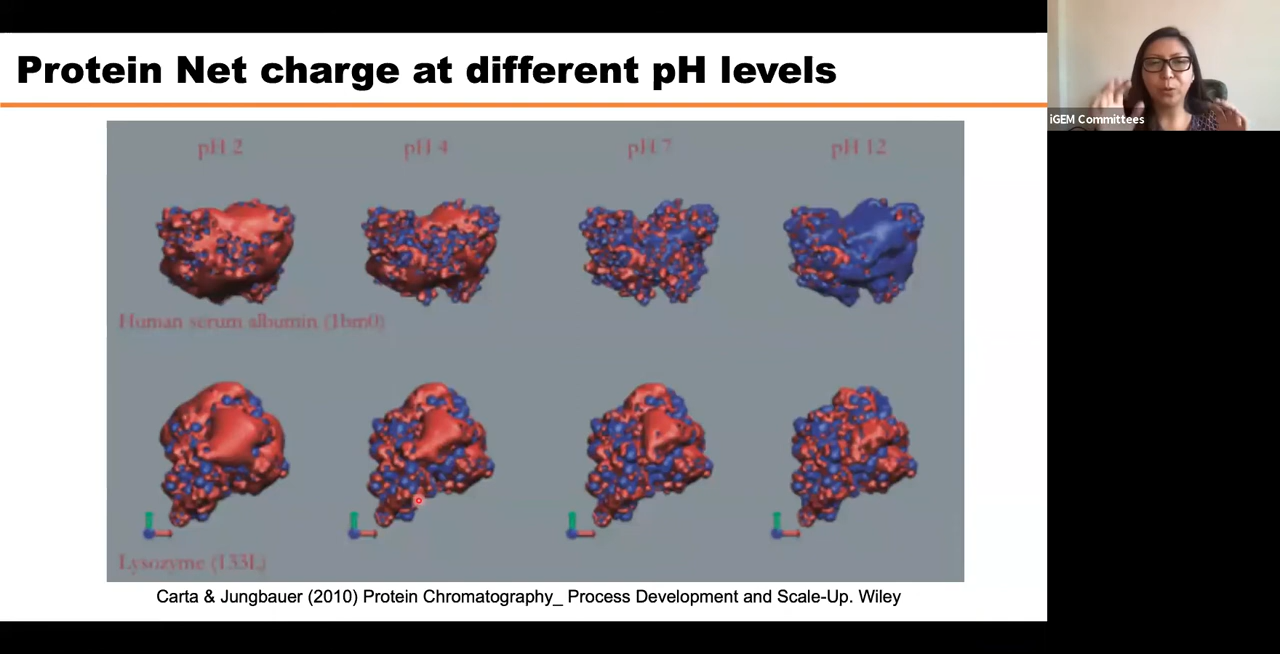 Protein Net charge at different pH levels
iGEM Committees
pH 2 pH 4 pH 7 pH 12
Human serum albumin (1bm0)
Lysozyme (133L)
Carta & Jungbauer (2010) Protein Chromatography_ Process Development and Scale-Up. Wiley